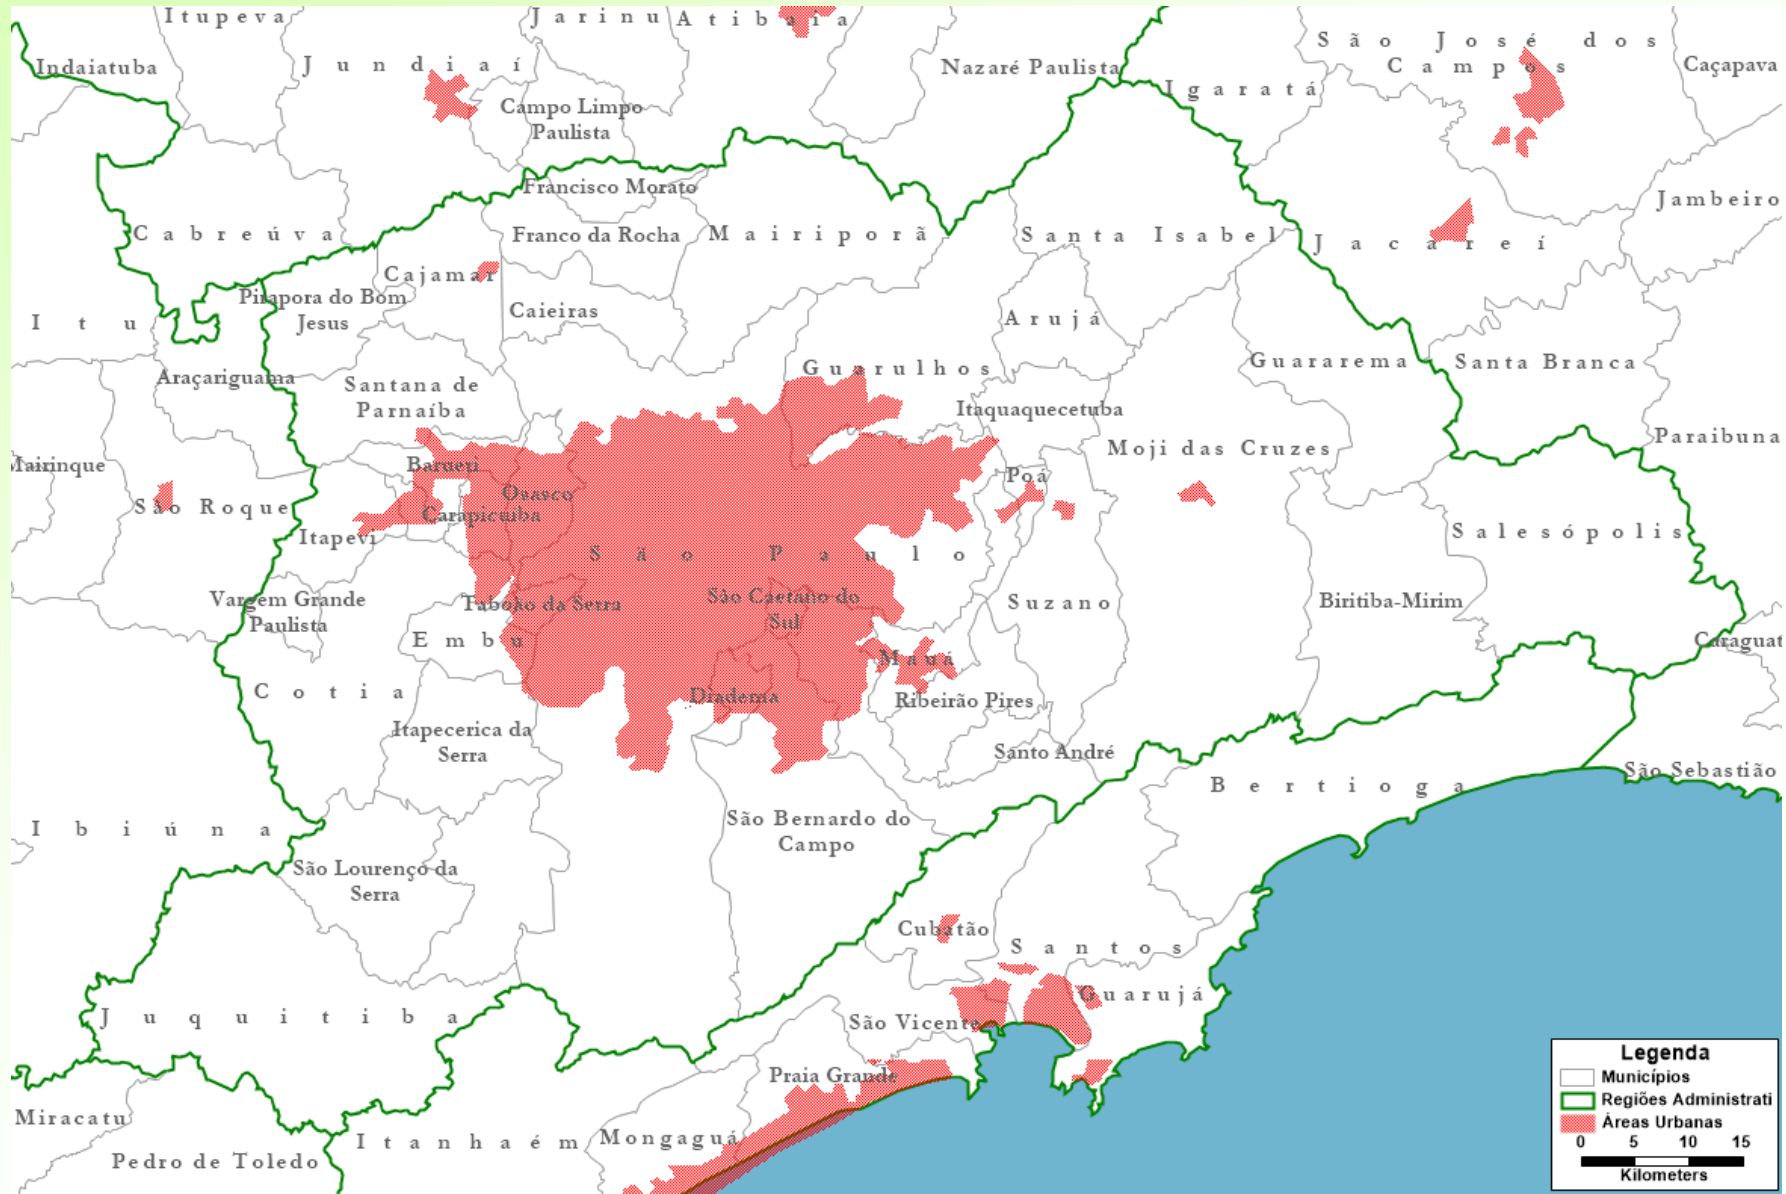 Itupeva
Jarinu
Atibaia
São José dos
Campos
Indaiatuba
Jundiaí
Nazaré Paulista
Caçapava
Igaratá
Campo Limpo
Paulista
Francisco Morato
Jambeiro
Cabreúva
Franco da Rocha
Mairiporã
Santa Isabel
Jacareí
Cajamar
Pirapora do Bom
Jesus
Caieiras
Itu
Arujá
Guararema
Santa Branca
Guarulhos
Araçariguama
Santana de
Parnaíba
Itaquaquecetuba
Moji das Cruzes
Paraibuna
Mairinque
Barueri
Poá
Osasco
São Roque
Carapicuíba
Itapevi
Salesópolis
São Paulo
Vargem Grande
Paulista
Taboão da Serra
São Caetano do
Sul
Suzano
Biritiba-Mirim
Embu
Caraguat
Mauá
Cotia
Diadema
Ribeirão Pires
Itapecerica da
Serra
Santo André
São Sebastião
Bertioga
Ibiúna
São Bernardo do
Campo
São Lourenço da
Serra
Cubatão
Santos
Guarujá
Juquitiba
São Vicente
Praia Grande
Miracatu
Itanhaém
Mongaguá
Pedro de Toledo
Legenda
Municípios
Regiões Administrati
Áreas Urbanas
0 5 10 15
Kilometers